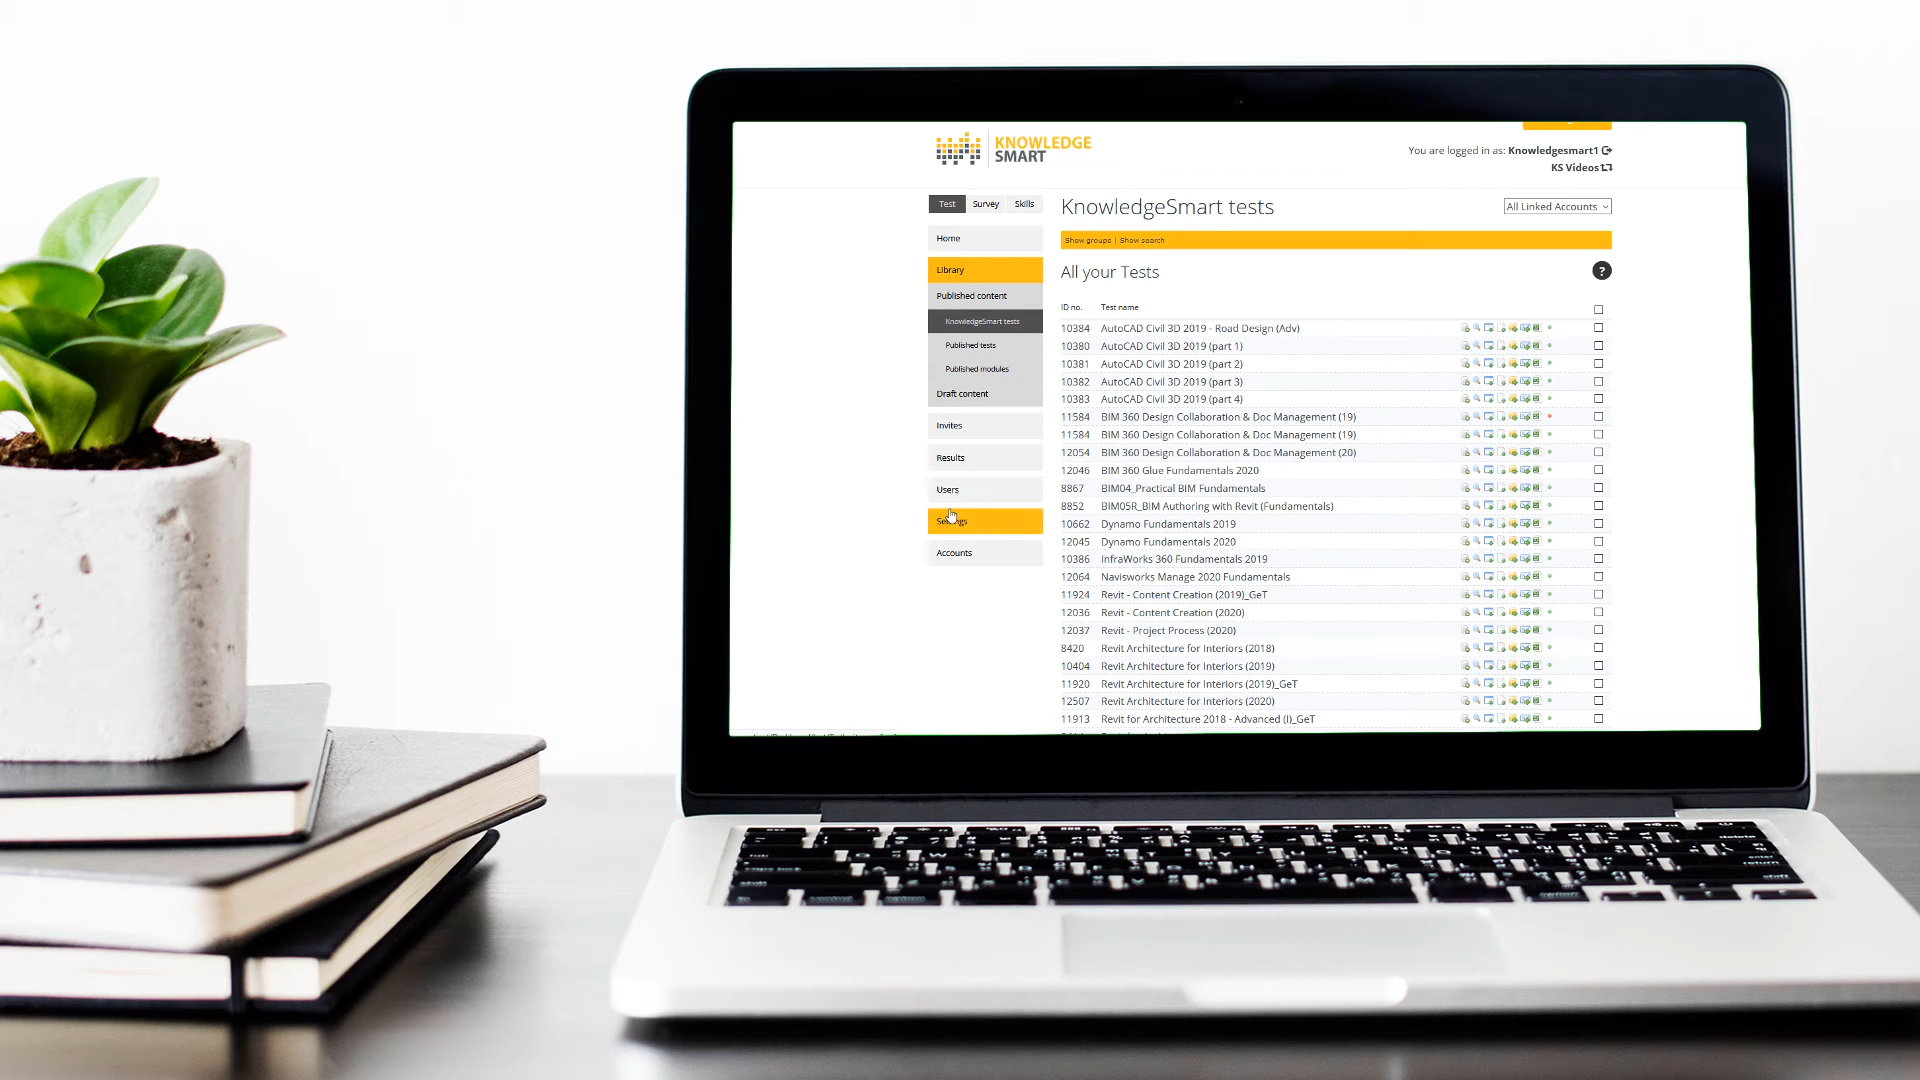 KNOWLEDGE
SMART
You are logged in as: Knowledgesmart1
KS Videos
Test Survey Skills
KnowledgeSmart tests
All Linked Accounts
Home
Show groups | Show search
Library
All your Tests
?
Published content
ID no. Test name
KnowledgeSmart tests
10384 AutoCAD Civil 3D 2019 - Road Design (Adv)
Published tests
10380 AutoCAD Civil 3D 2019 (part 1)
10381 AutoCAD Civil 3D 2019 (part 2)
Published modules
10382 AutoCAD Civil 3D 2019 (part 3)
Draft content
10383 AutoCAD Civil 3D 2019 (part 4)
11584 BIM 360 Design Collaboration & Doc Management (19)
Invites
11584 BIM 360 Design Collaboration & Doc Management (19)
12054 BIM 360 Design Collaboration & Doc Management (20)
Results
12046 BIM 360 Glue Fundamentals 2020
8867 BIM04_Practical BIM Fundamentals
Users
8852 BIM05R_BIM Authoring with Revit (Fundamentals)
10662 Dynamo Fundamentals 2019
Settings
12045 Dynamo Fundamentals 2020
Accounts
10386 InfraWorks 360 Fundamentals 2019
12064 Navisworks Manage 2020 Fundamentals
11924 Revit - Content Creation (2019)_GeT
12036 Revit - Content Creation (2020)
12037 Revit - Project Process (2020)
8420 Revit Architecture for Interiors (2018)
10404 Revit Architecture for Interiors (2019)
11920 Revit Architecture for Interiors (2019)_GeT
12507 Revit Architecture for Interiors (2020)
11913 Revit for Architecture 2018 - Advanced (I)_GeT
delete
enter
return
shift